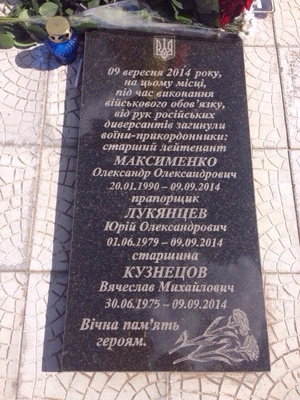 09 вересня 2014 року,
на цьому місці,
під час виконання
військового обов'язку,
від рук російських
диверсантів загинули
воїни-прикордонники:
старший лейтенант
МАКСИМЕНКО
Олександр Олександрович
20.01.1990 – 09.09.2014
прапорщик
ЛУКЯНЦЕВ
Юрій Олександрович
01.06.1979 – 09.09.2014
старшина
КУЗНЕЦОВ
Вячеслав Михайлович
30.06.1975 – 09.09.2014
Вічна пам'ять
героям.